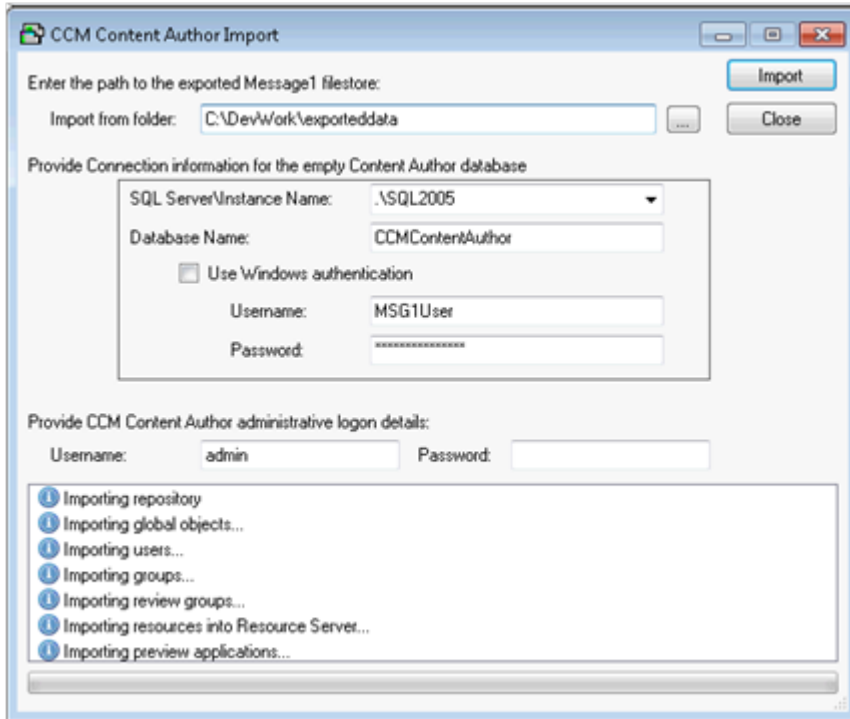 CCM Content Author Import
Enter the path to the exported Message1 filestore:
Import
Import from folder: C:\DevWork\exporteddata ...
Close
Provide Connection information for the empty Content Author database
SQL Server\Instance Name: .\SQL2005
Database Name: CCMContentAuthor
Use Windows authentication
Username: MSG1User
Password: ***************
Provide CCM Content Author administrative logon details:
Username: admin Password:
Importing repository
Importing global objects...
Importing users...
Importing groups...
Importing review groups...
Importing resources into Resource Server...
Importing preview applications...